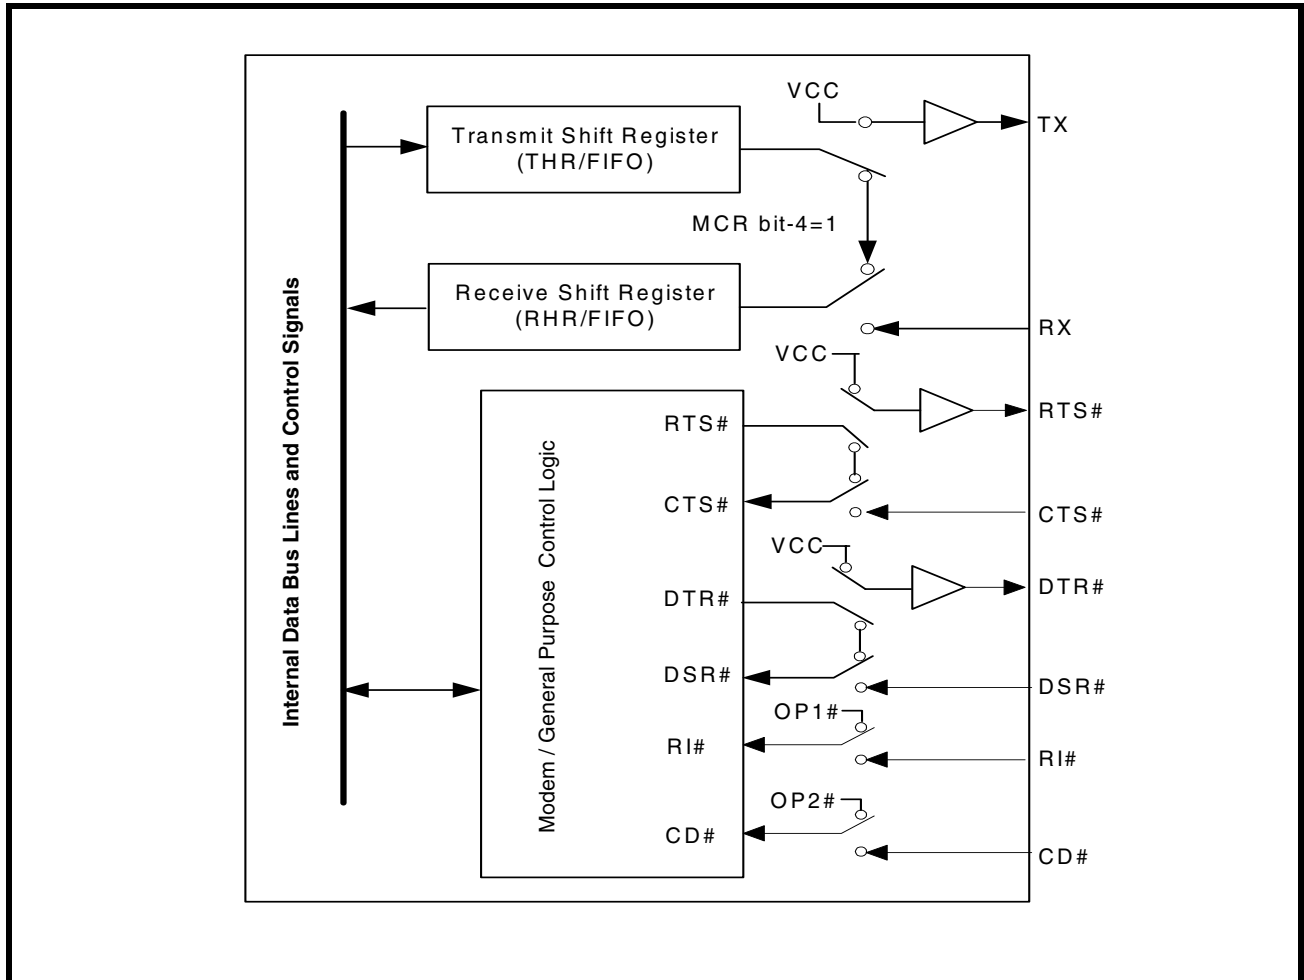 VCC
TX
Transmit Shift Register
(THR/FIFO)
MCR bit-4=1
Receive Shift Register
(RHR/FIFO)
RX
VCC
RTS#
RTS#
CTS#
CTS#
VCC
DTR#
DTR#
DSR#
DSR#
OP1#
RI#
RI#
OP2#
CD#
CD#
Internal Data Bus Lines and Control Signals
Modem / General Purpose Control Logic